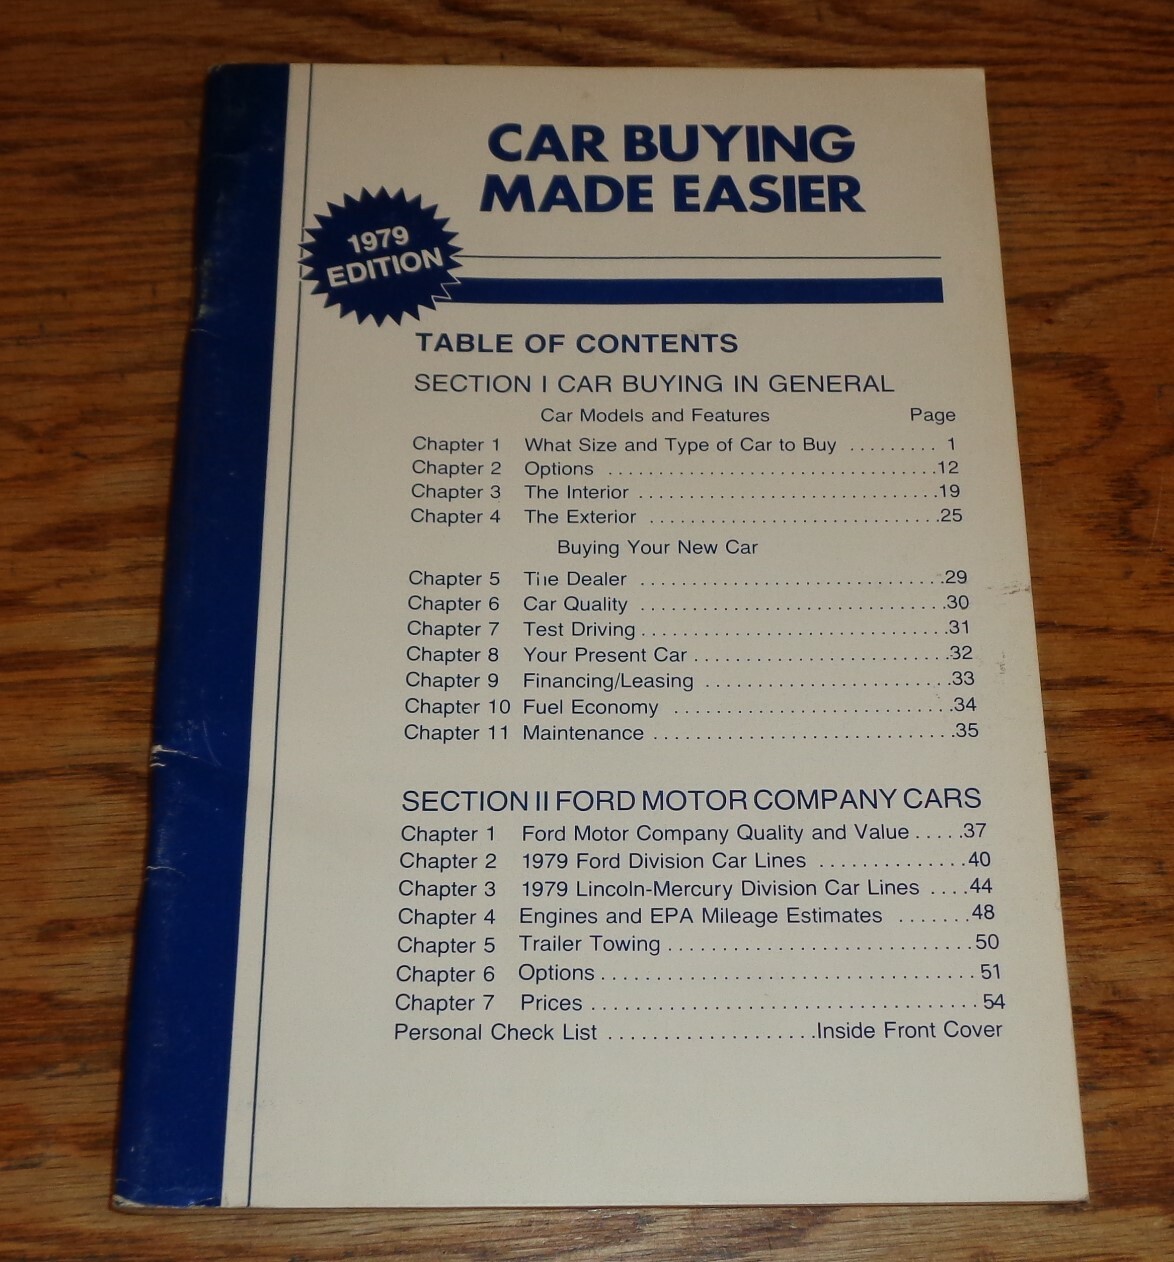 CAR BUYING
MADE EASIER
1979
EDITION
TABLE OF CONTENTS
SECTION I CAR BUYING IN GENERAL
Car Models and Features Page
Chapter 1 What Size and Type of Car to Buy ......... 1
Chapter 2 Options ................................12
Chapter 3 The Interior .............................19
Chapter 4 The Exterior ............................25
Buying Your New Car
Chapter 5 The Dealer ..............................29
Chapter 6 Car Quality ..............................30
Chapter 7 Test Driving..............................31
Chapter 8 Your Present Car.........................32
Chapter 9 Financing/Leasing ........................33
Chapter 10 Fuel Economy ...........................34
Chapter 11 Maintenance .............................35
SECTION II FORD MOTOR COMPANY CARS
Chapter 1 Ford Motor Company Quality and Value .....37
Chapter 2 1979 Ford Division Car Lines ..............40
Chapter 3 1979 Lincoln-Mercury Division Car Lines ....44
Chapter 4 Engines and EPA Mileage Estimates .......48
Chapter 5 Trailer Towing.............................50
Chapter 6 Options...................................51
Chapter 7 Prices....................................54
Personal Check List ...................Inside Front Cover